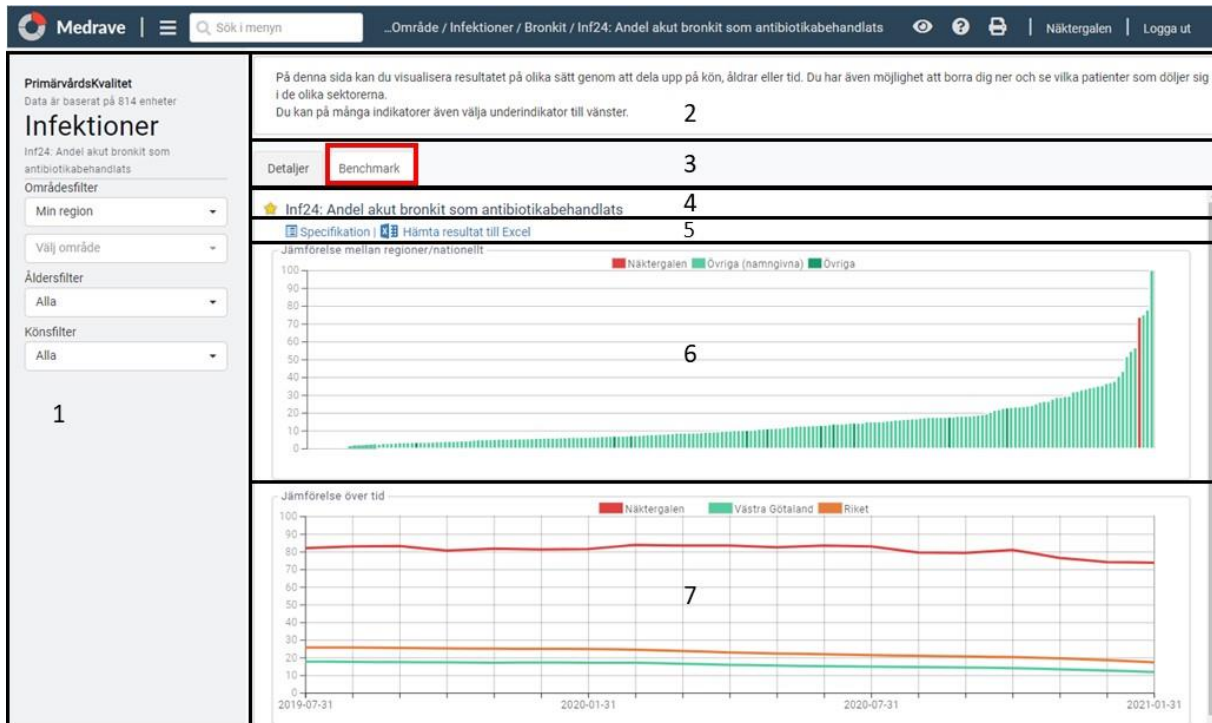 Medrave | Sök i menyn ...Område / Infektioner / Bronkit / Inf24: Andel akut bronkit som antibiotikabehandlats | Näktergalen | Logga ut
PrimärvårdsKvalitet
Data är baserat på 814 enheter
Infektioner
Inf24: Andel akut bronkit som
antibiotikabehandlats
Områdesfilter
Min region
Välj område
Åldersfilter
Alla
Könsfilter
Alla
1
På denna sida kan du visualisera resultatet på olika sätt genom att dela upp på kön, åldrar eller tid. Du har även möjlighet att borra dig ner och se vilka patienter som döljer sig
i de olika sektorerna.
Du kan på många indikatorer även välja underindikator till vänster.
2
Detaljer Benchmark
3
Inf24: Andel akut bronkit som antibiotikabehandlats
4
Specifikation | Hämta resultat till Excel
5
Jämförelse mellan regioner/nationellt
Näktergalen Övriga (namngivna) Övriga
100
90
80
70
60
50
40
30
20
10
0
6
Jämförelse över tid
Näktergalen Västra Götaland Riket
100
90
80
70
60
50
40
30
20
10
0
7
2019-07-31 2020-01-31 2020-07-31 2021-01-31